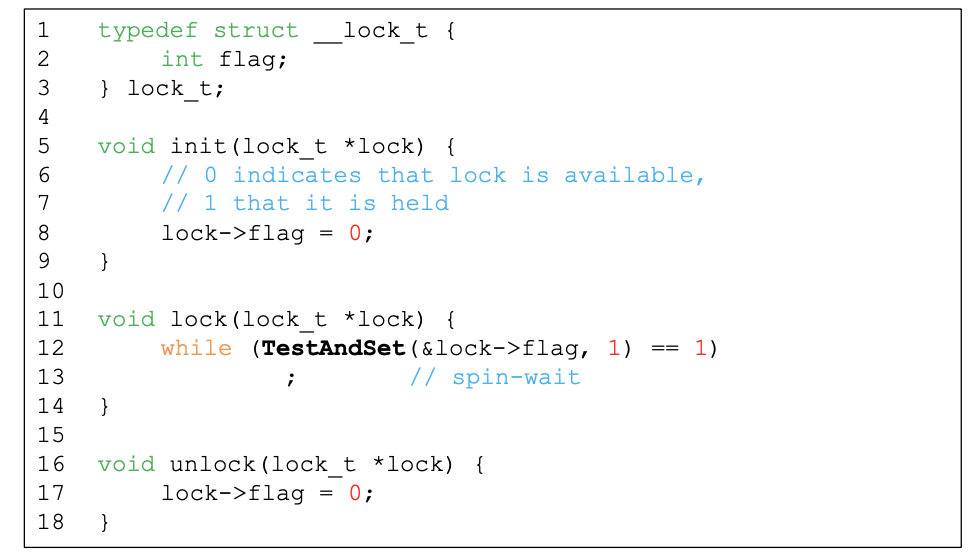 1 typedef struct __lock_t {
2 int flag;
3 } lock_t;
4
5 void init(lock_t *lock) {
6 // 0 indicates that lock is available,
7 // 1 that it is held
8 lock->flag = 0;
9 }
10
11 void lock(lock_t *lock) {
12 while (TestAndSet(&lock->flag, 1) == 1)
13 ; // spin-wait
14 }
15
16 void unlock(lock_t *lock) {
17 lock->flag = 0;
18 }